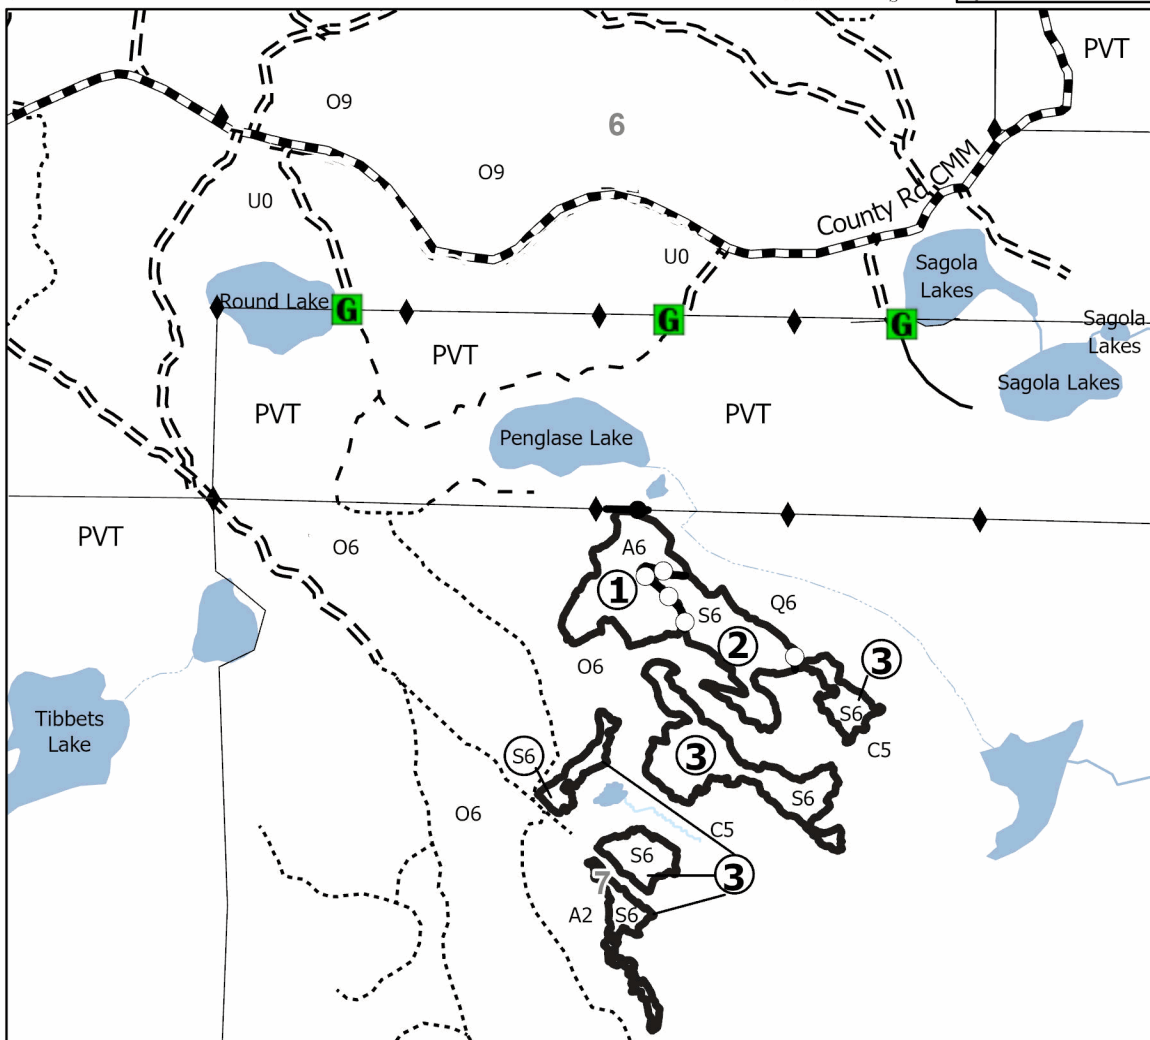 PVT
O9
6
O9
County Rd CMM
U0
U0
Sagola
Lakes
Round Lake
G
G
G
Sagola
Lakes
PVT
Sagola Lakes
PVT
PVT
Penglase Lake
PVT
O6
A6
1
S6
Q6
2
3
O6
S6
Tibbets
Lake
C5
S6
3
S6
O6
C5
S6
3
7
A2
S6